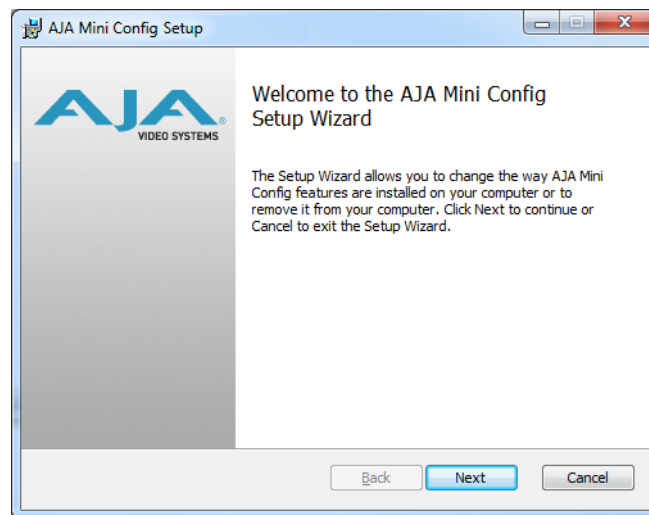 AJA Mini Config Setup
AJA
VIDEO SYSTEMS
Welcome to the AJA Mini Config
Setup Wizard
The Setup Wizard allows you to change the way AJA Mini
Config features are installed on your computer or to
remove it from your computer. Click Next to continue or
Cancel to exit the Setup Wizard.
Back Next Cancel